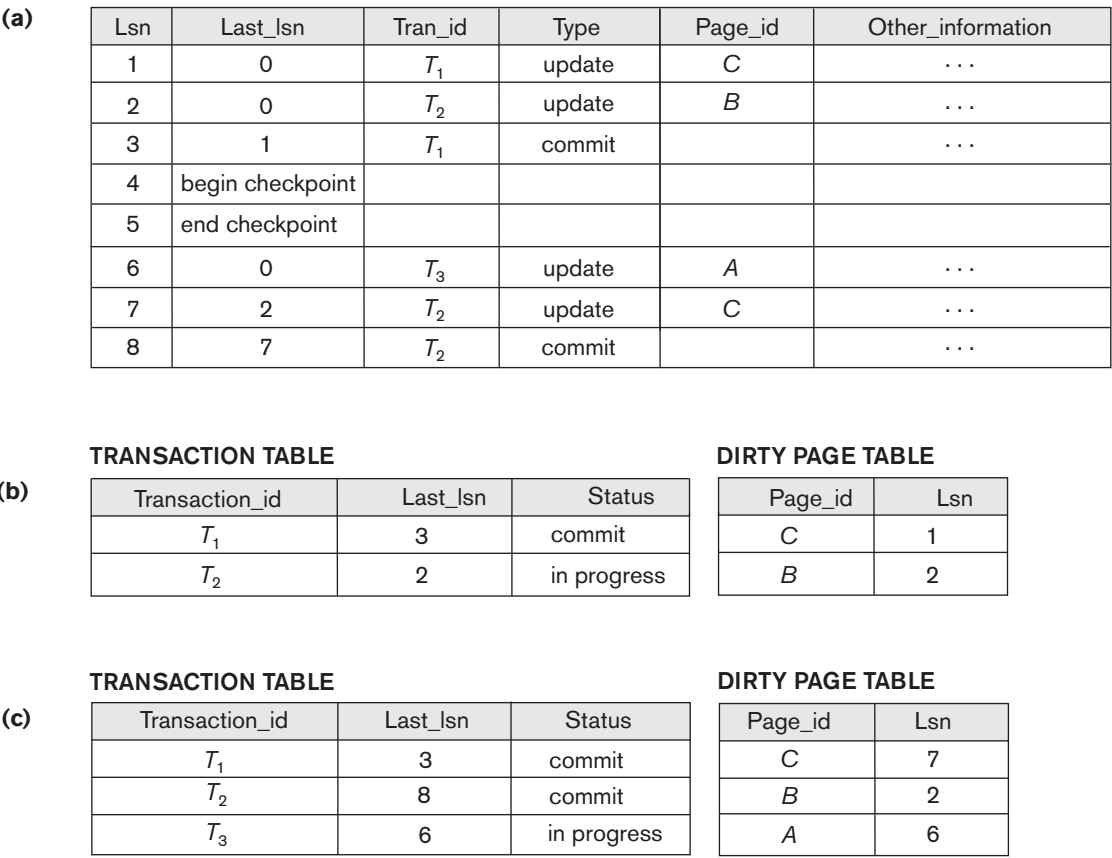 (a)
Lsn Last_lsn Tran_id Type Page_id Other_information
1 0 T1 update C . . .
2 0 T2 update B . . .
3 1 T1 commit . . .
4 begin checkpoint
5 end checkpoint
6 0 T3 update A . . .
7 2 T2 update C . . .
8 7 T2 commit . . .
TRANSACTION TABLE DIRTY PAGE TABLE
(b)
Transaction_id Last_lsn Status Page_id Lsn
T1 3 commit C 1
T2 2 in progress B 2
TRANSACTION TABLE DIRTY PAGE TABLE
(c)
Transaction_id Last_lsn Status Page_id Lsn
T1 3 commit C 7
T2 8 commit B 2
T3 6 in progress A 6